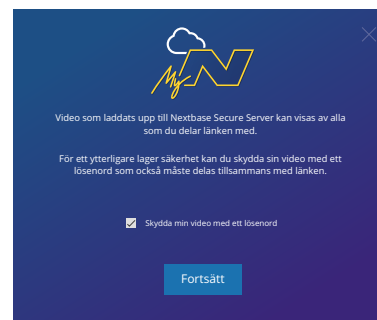 My N
Video som laddats upp till Nextbase Secure Server kan visas av alla
som du delar länken med.
För ett ytterligare lager säkerhet kan du skydda sin video med ett
lösenord som också måste delas tillsammans med länken.
Skydda min video med ett lösenord
Fortsätt